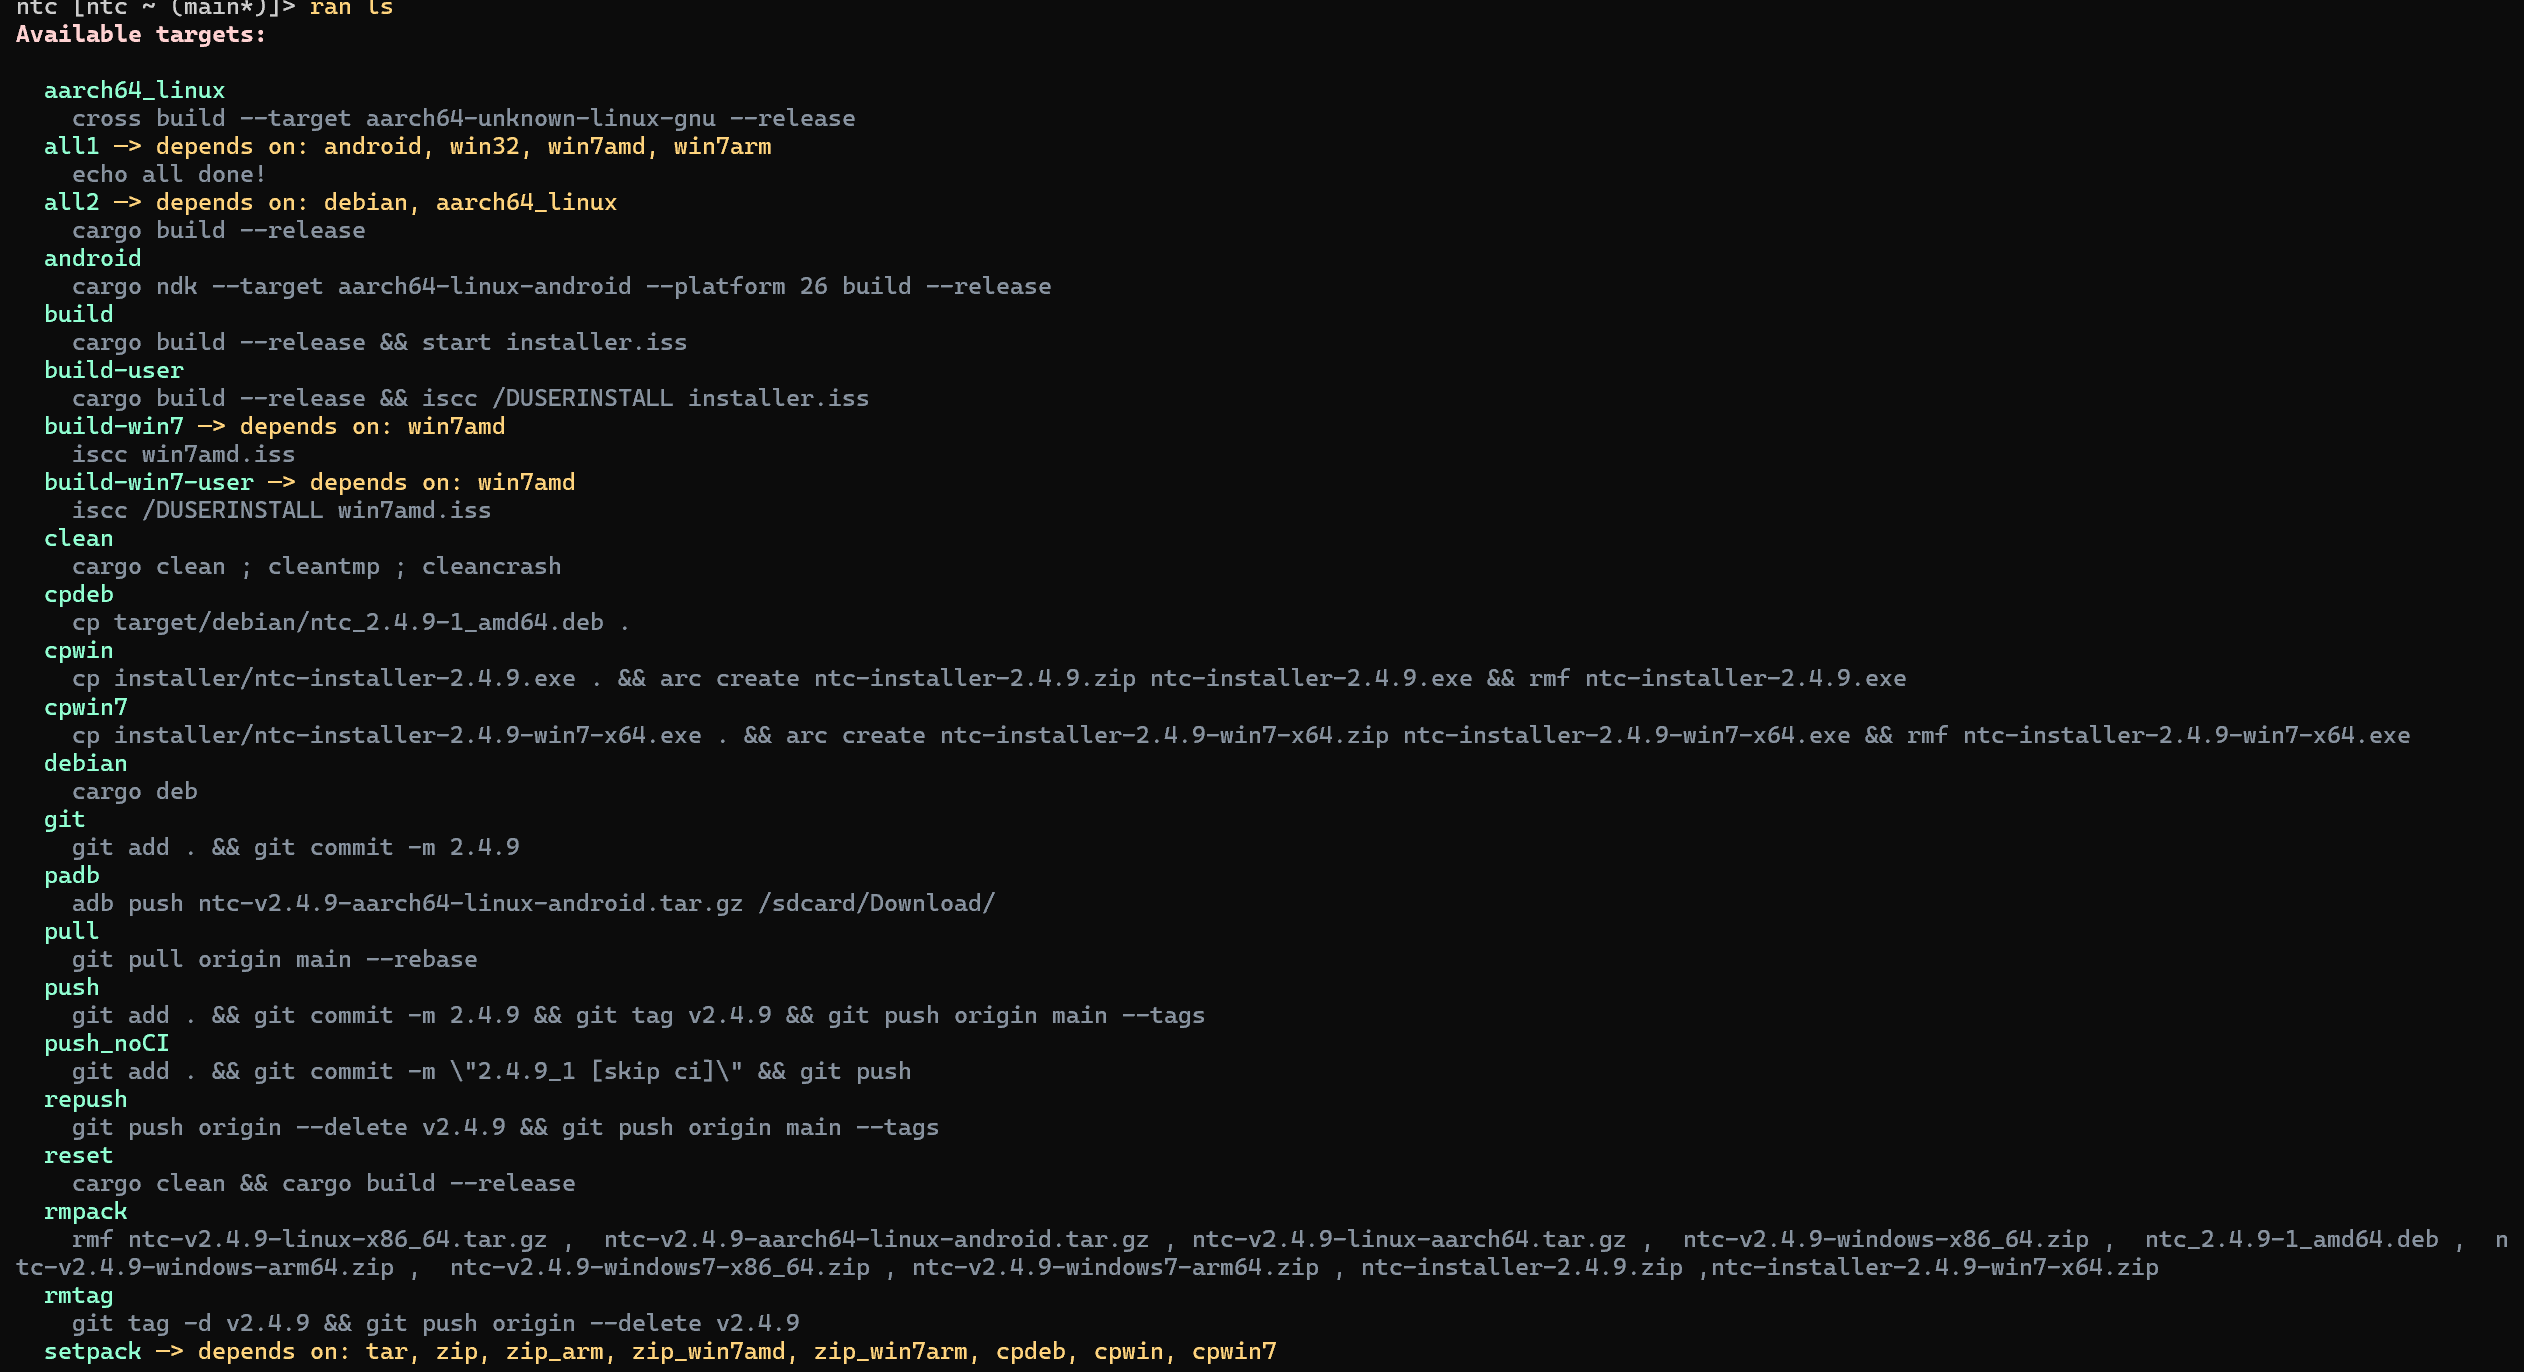 ntc [ntc ~ (main*)]> ran ls
Available targets:
aarch64_linux
cross build --target aarch64-unknown-linux-gnu --release
all1 —> depends on: android, win32, win7amd, win7arm
echo all done!
all2 —> depends on: debian, aarch64_linux
cargo build --release
android
cargo ndk --target aarch64-linux-android --platform 26 build --release
build
cargo build --release && start installer.iss
build-user
cargo build --release && iscc /DUSERINSTALL installer.iss
build-win7 —> depends on: win7amd
iscc win7amd.iss
build-win7-user —> depends on: win7amd
iscc /DUSERINSTALL win7amd.iss
clean
cargo clean ; cleantmp ; cleancrash
cpdeb
cp target/debian/ntc_2.4.9-1_amd64.deb .
cpwin
cp installer/ntc-installer-2.4.9.exe . && arc create ntc-installer-2.4.9.zip ntc-installer-2.4.9.exe && rmf ntc-installer-2.4.9.exe
cpwin7
cp installer/ntc-installer-2.4.9-win7-x64.exe . && arc create ntc-installer-2.4.9-win7-x64.zip ntc-installer-2.4.9-win7-x64.exe && rmf ntc-installer-2.4.9-win7-x64.exe
debian
cargo deb
git
git add . && git commit -m 2.4.9
padb
adb push ntc-v2.4.9-aarch64-linux-android.tar.gz /sdcard/Download/
pull
git pull origin main --rebase
push
git add . && git commit -m 2.4.9 && git tag v2.4.9 && git push origin main --tags
push_noCI
git add . && git commit -m \"2.4.9_1 [skip ci]\" && git push
repush
git push origin --delete v2.4.9 && git push origin main --tags
reset
cargo clean && cargo build --release
rmpack
rmf ntc-v2.4.9-linux-x86_64.tar.gz ,  ntc-v2.4.9-aarch64-linux-android.tar.gz , ntc-v2.4.9-linux-aarch64.tar.gz ,  ntc-v2.4.9-windows-x86_64.zip ,  ntc_2.4.9-1_amd64.deb ,  n
tc-v2.4.9-windows-arm64.zip ,  ntc-v2.4.9-windows7-x86_64.zip , ntc-v2.4.9-windows7-arm64.zip , ntc-installer-2.4.9.zip ,ntc-installer-2.4.9-win7-x64.zip
rmtag
git tag -d v2.4.9 && git push origin --delete v2.4.9
setpack —> depends on: tar, zip, zip_arm, zip_win7amd, zip_win7arm, cpdeb, cpwin, cpwin7